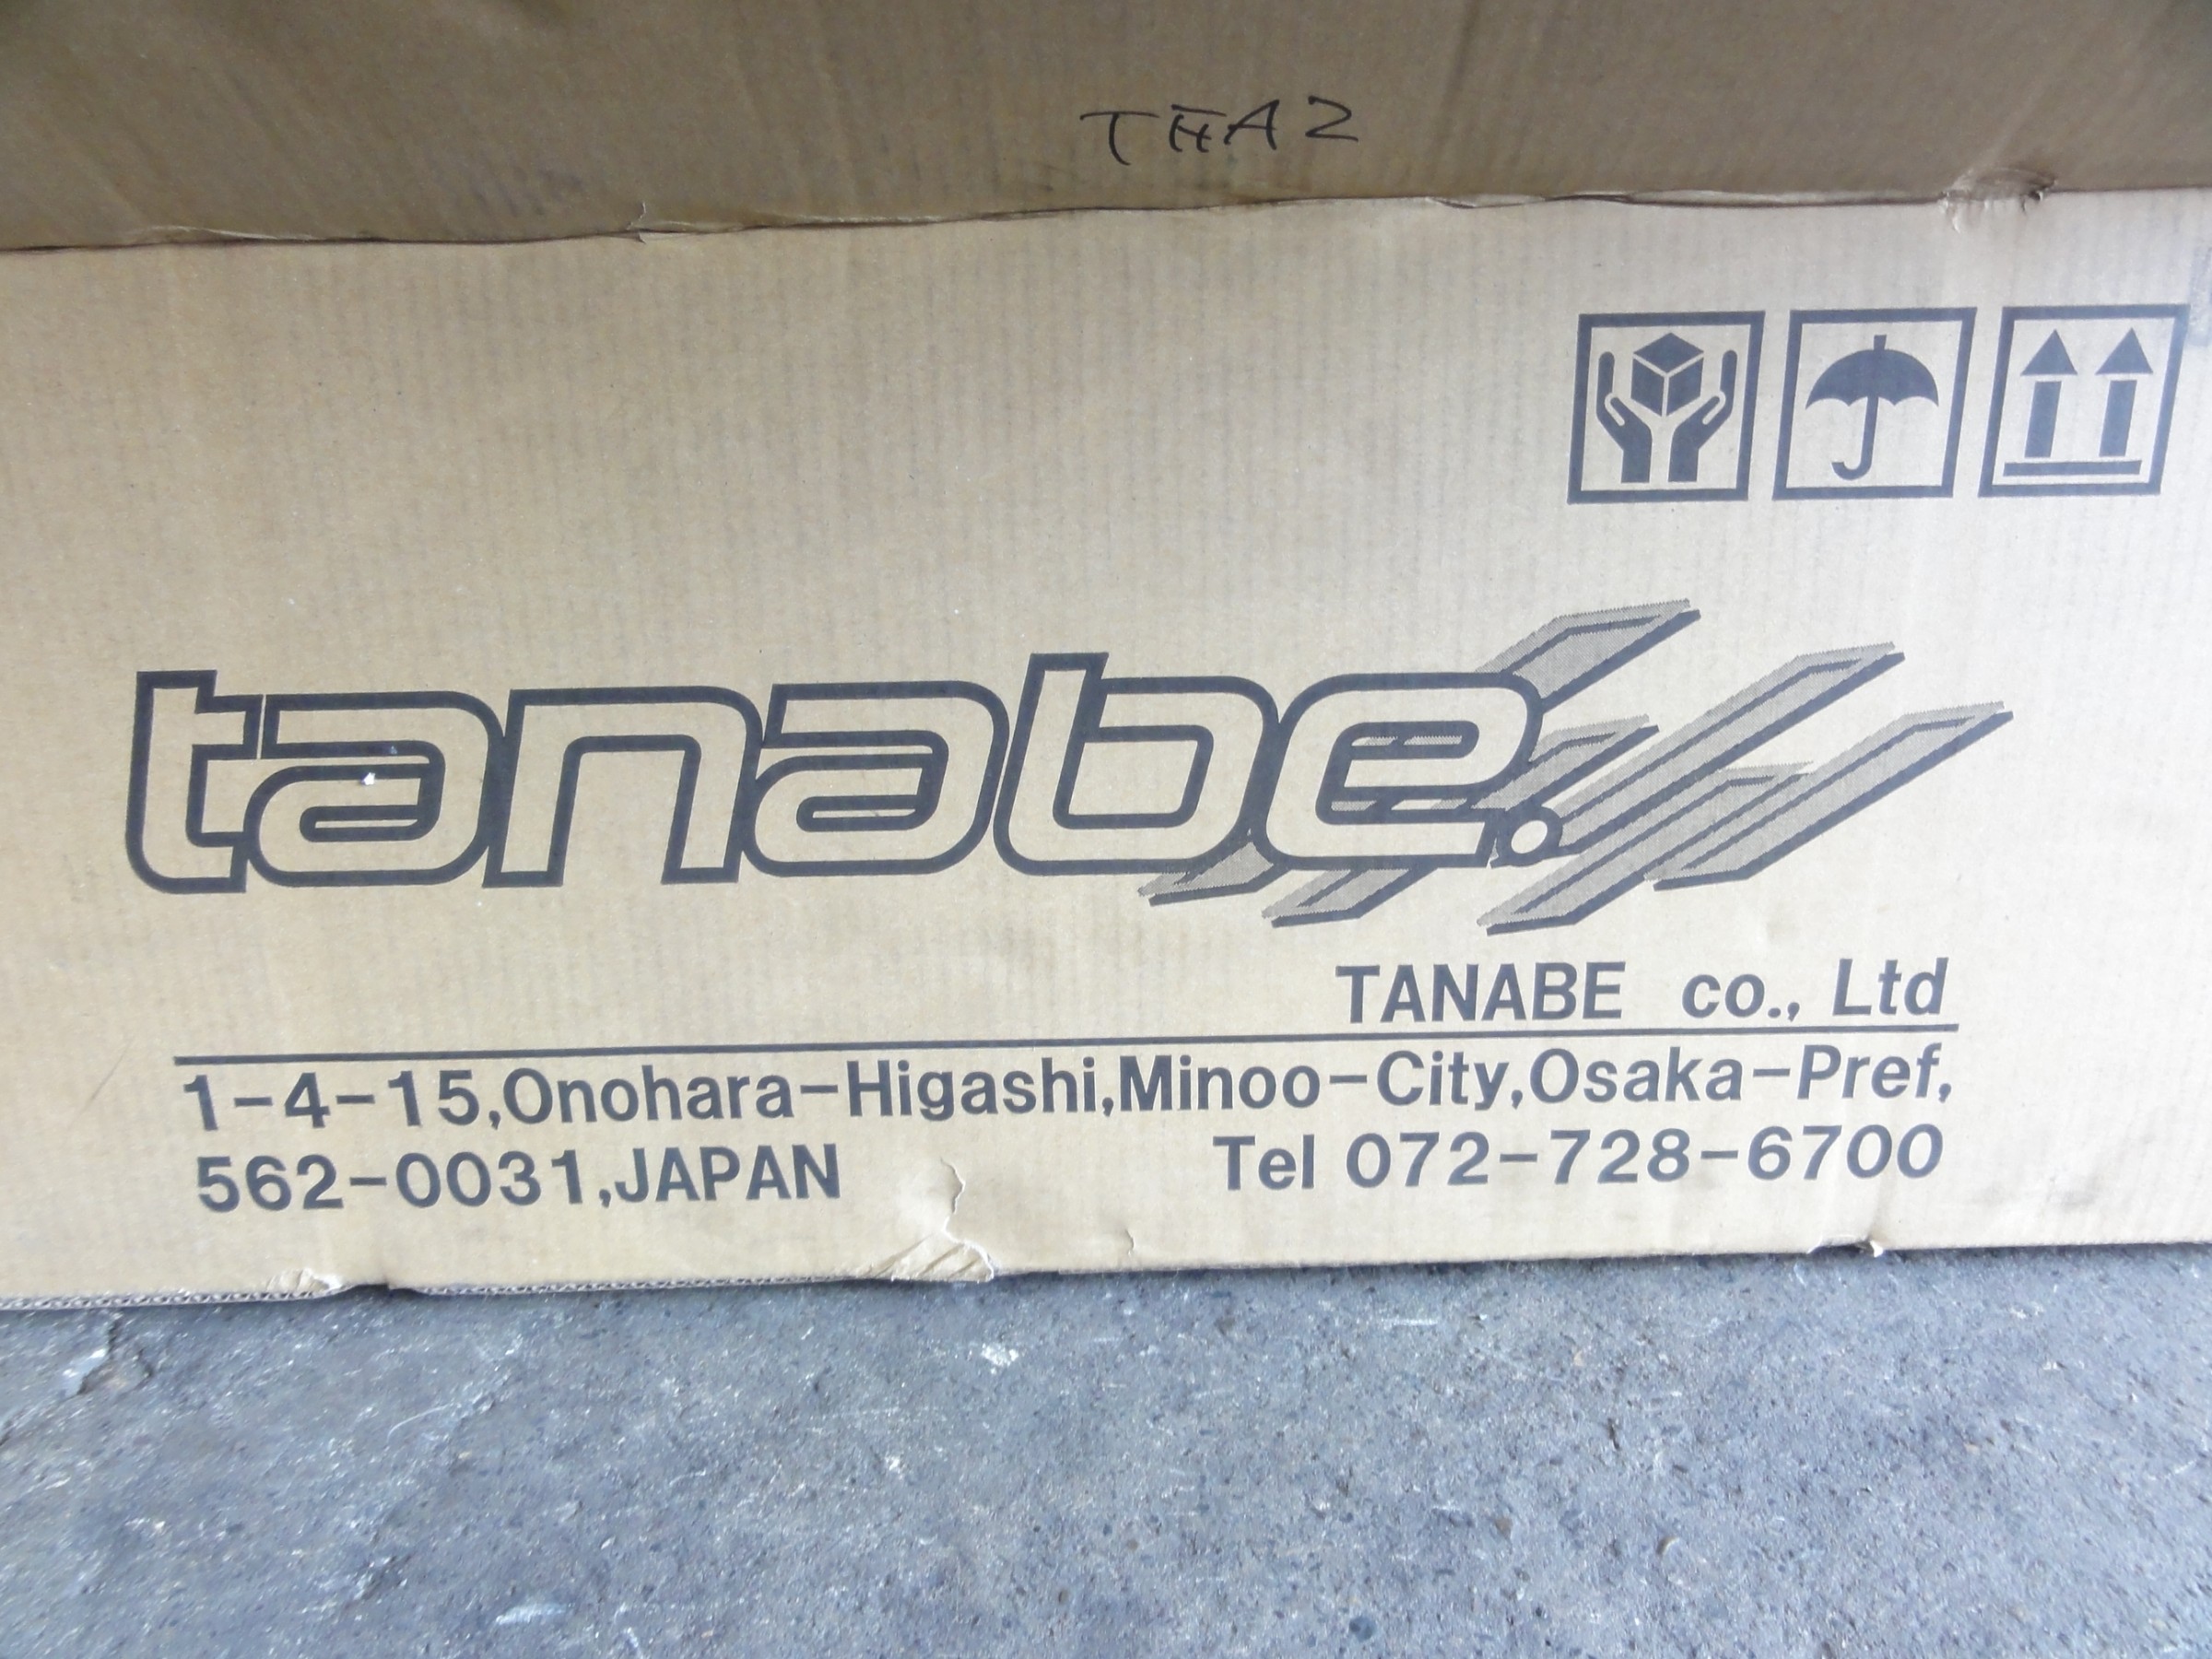 THA2
tanabe.
TANABE co., Ltd
1-4-15,Onohara-Higashi,Minoo-City,Osaka-Pref,
562-0031,JAPAN Tel 072-728-6700